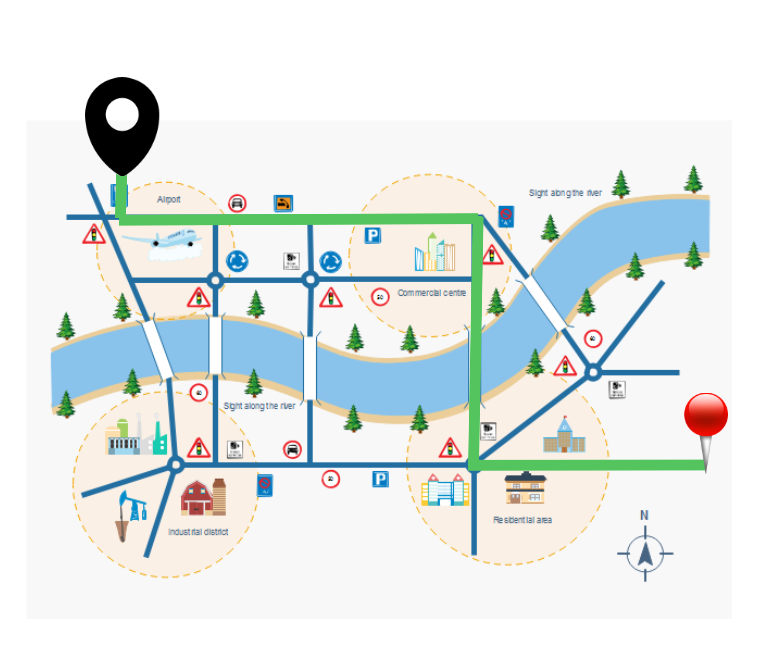 Sight along the river
Airport
P
Commercial centre
Sight along the river
P
Industrial district
Residential area
N